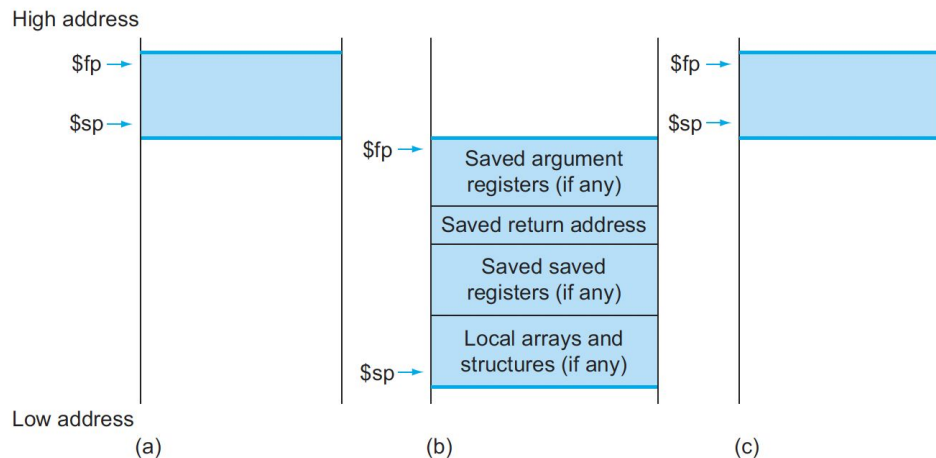 High address
$fp
$sp
$fp
Saved argument
registers (if any)
Saved return address
Saved saved
registers (if any)
Local arrays and
structures (if any)
$sp
$fp
$sp
Low address
(a)
(b)
(c)